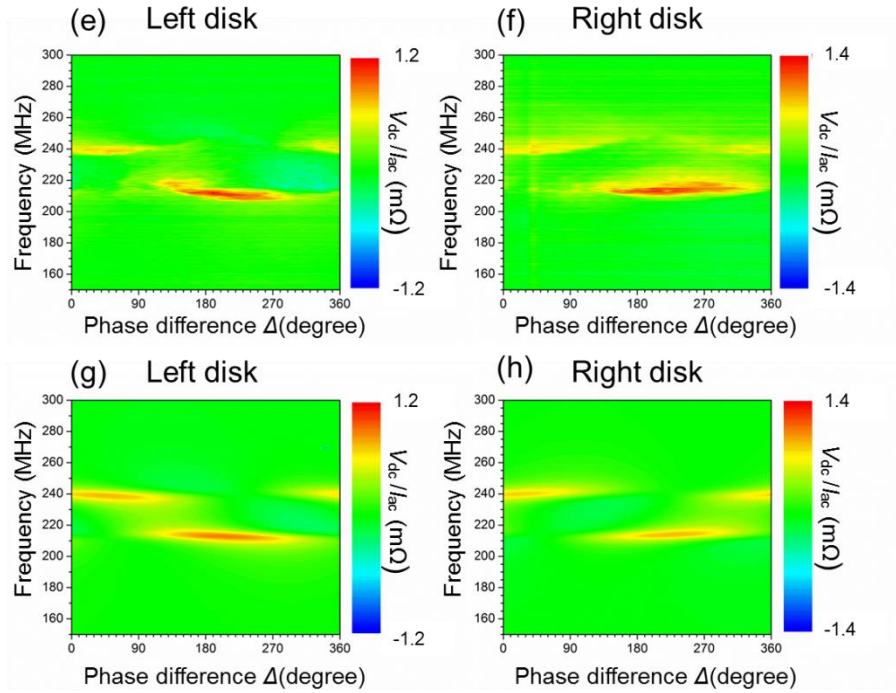 (e) Left disk
(f) Right disk
300
280
260
240
220
200
180
160
Frequency (MHz)
0 90 180 270 360
Phase difference Δ(degree)
1.2
Vdc/Iac (mΩ)
-1.2
300
280
260
240
220
200
180
160
Frequency (MHz)
0 90 180 270 360
Phase difference Δ(degree)
1.4
Vdc/Iac (mΩ)
-1.4
(g) Left disk
(h) Right disk
300
280
260
240
220
200
180
160
Frequency (MHz)
0 90 180 270 360
Phase difference Δ(degree)
1.2
Vdc/Iac (mΩ)
-1.2
300
280
260
240
220
200
180
160
Frequency (MHz)
0 90 180 270 360
Phase difference Δ(degree)
1.4
Vdc/Iac (mΩ)
-1.4